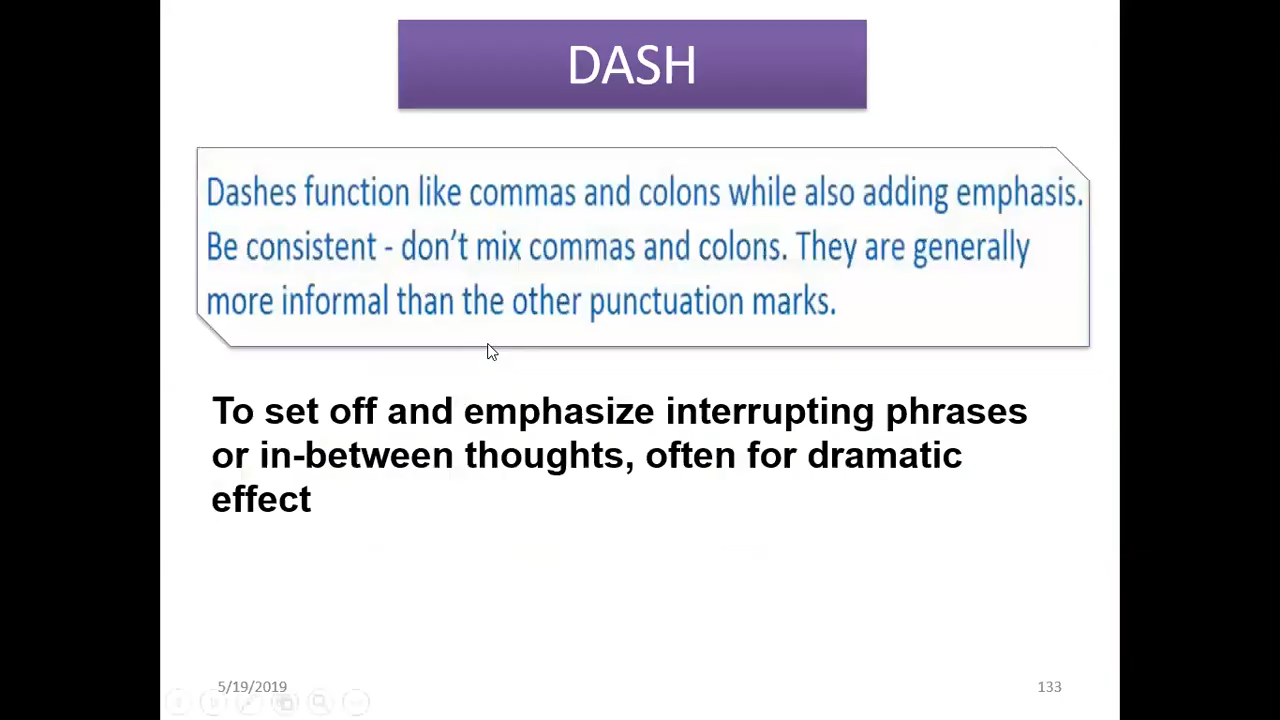 DASH
Dashes function like commas and colons while also adding emphasis.
Be consistent - don't mix commas and colons. They are generally
more informal than the other punctuation marks.
To set off and emphasize interrupting phrases
or in-between thoughts, often for dramatic
effect
5/19/2019
133